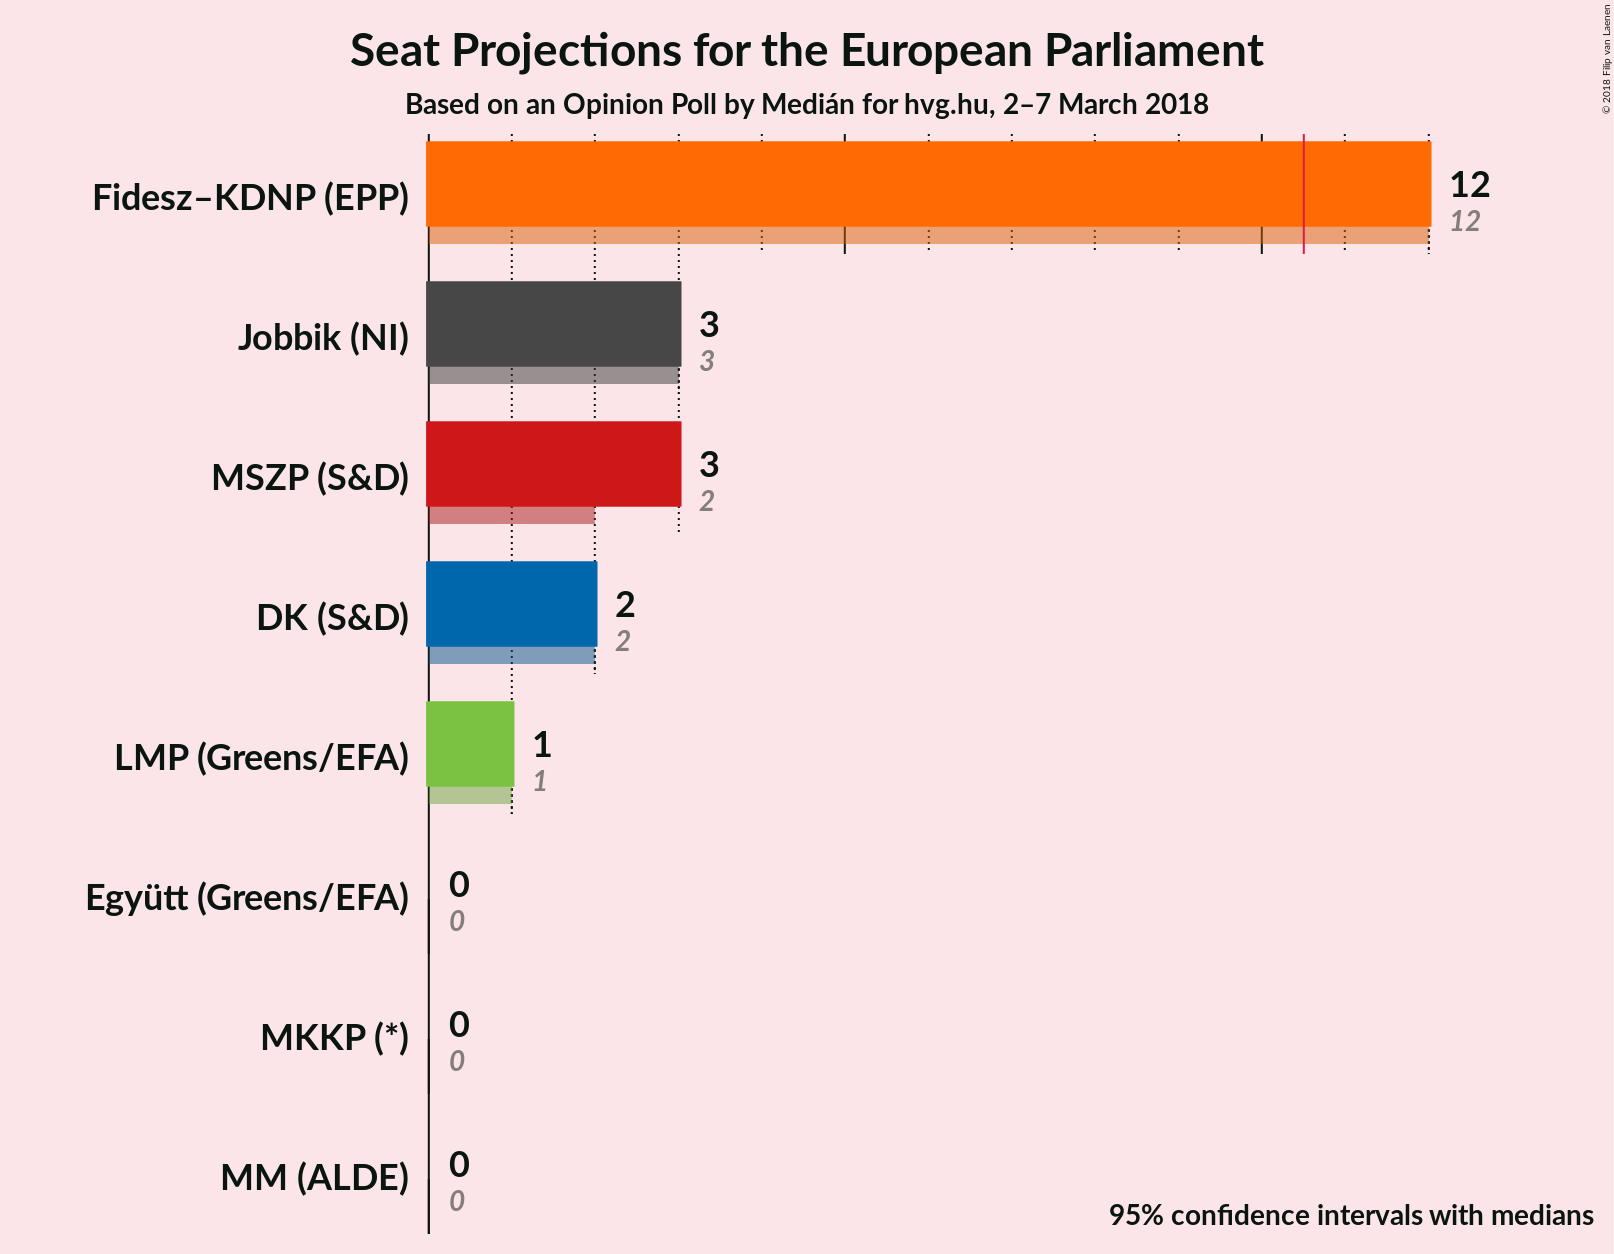 Seat Projections for the European Parliament
Based on an Opinion Poll by Medián for hvg.hu, 2–7 March 2018
© 2018 Filip van Laenen
Fidesz–KDNP (EPP)
12
12
Jobbik (NI)
3
3
MSZP (S&D)
3
2
DK (S&D)
2
2
LMP (Greens/EFA)
1
1
Együtt (Greens/EFA)
0
0
MKKP (*)
0
0
MM (ALDE)
0
0
95% confidence intervals with medians